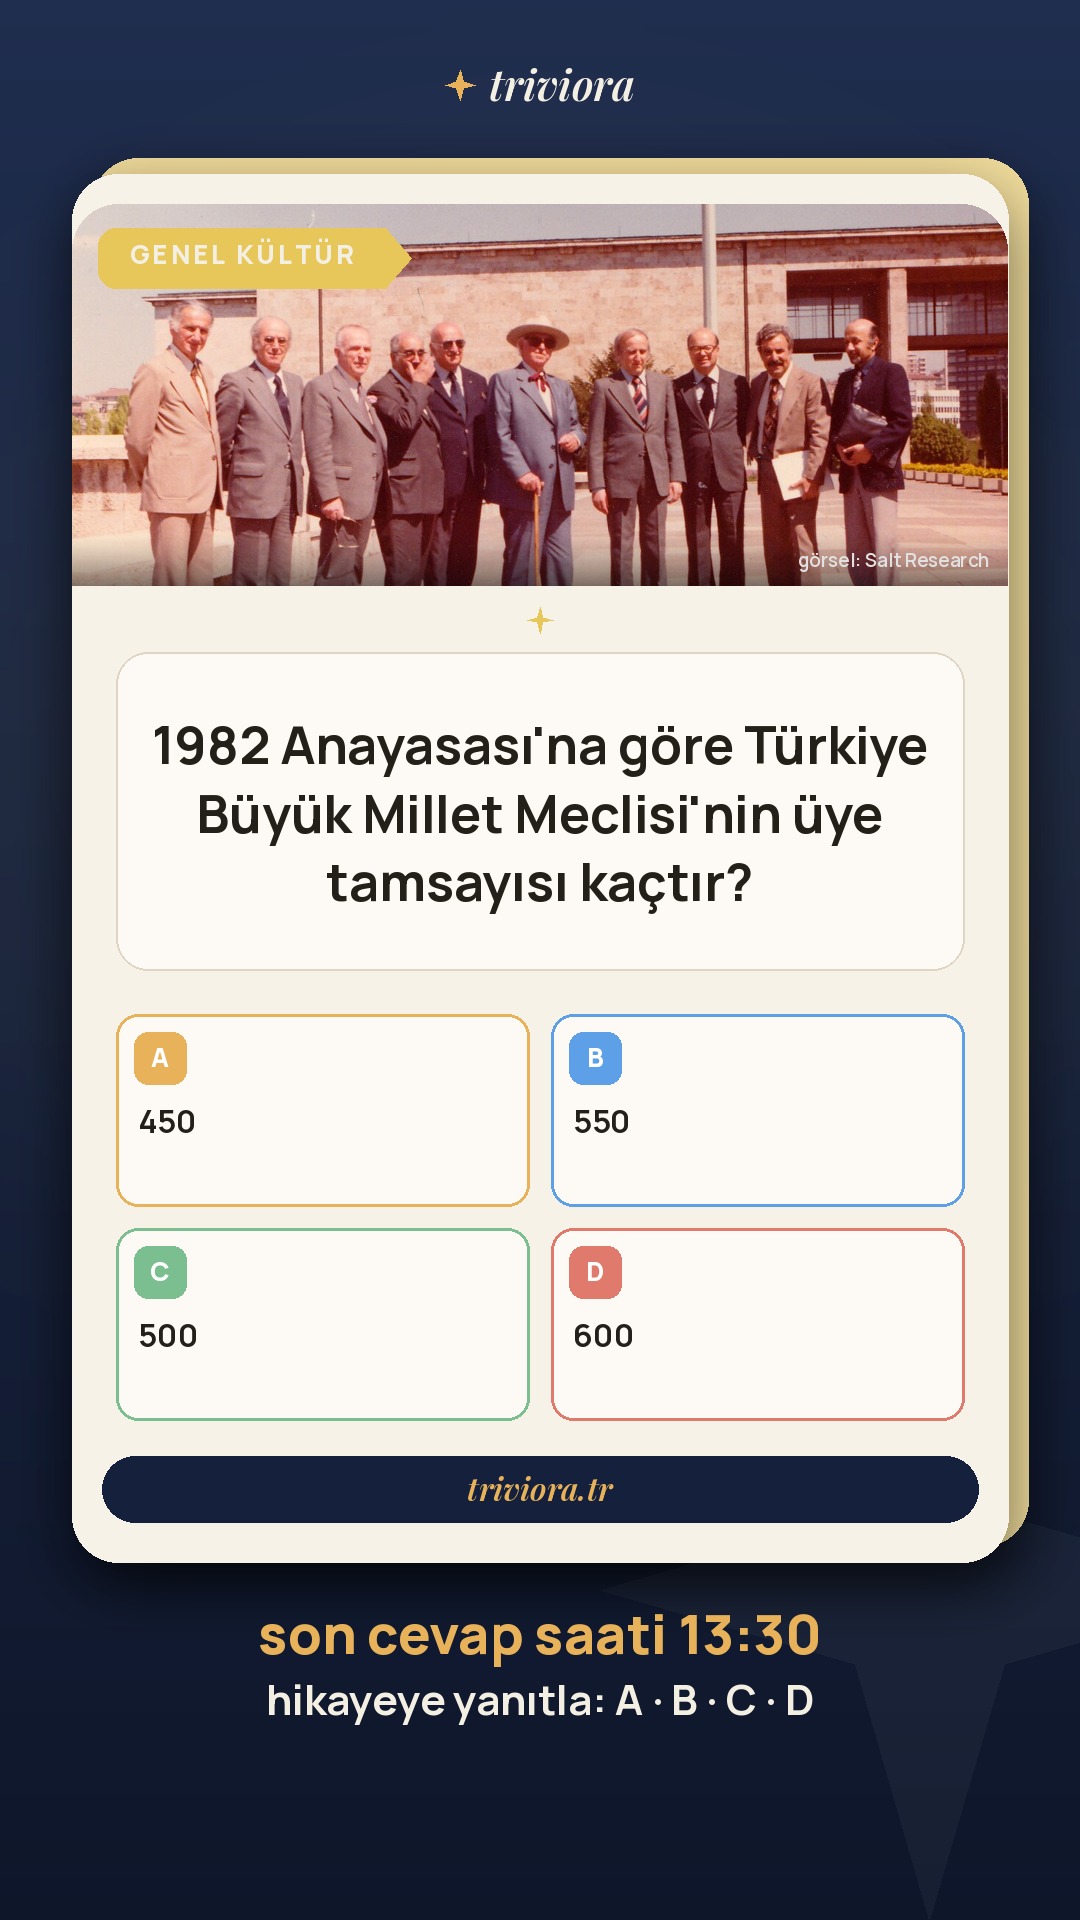 triviora
GENEL KÜLTÜR
görsel: Salt Research
1982 Anayasası'na göre Türkiye
Büyük Millet Meclisi'nin üye
tamsayısı kaçtır?
A
450
B
550
C
500
D
600
triviora.tr
son cevap saati 13:30
hikayeye yanıtla: A · B · C · D